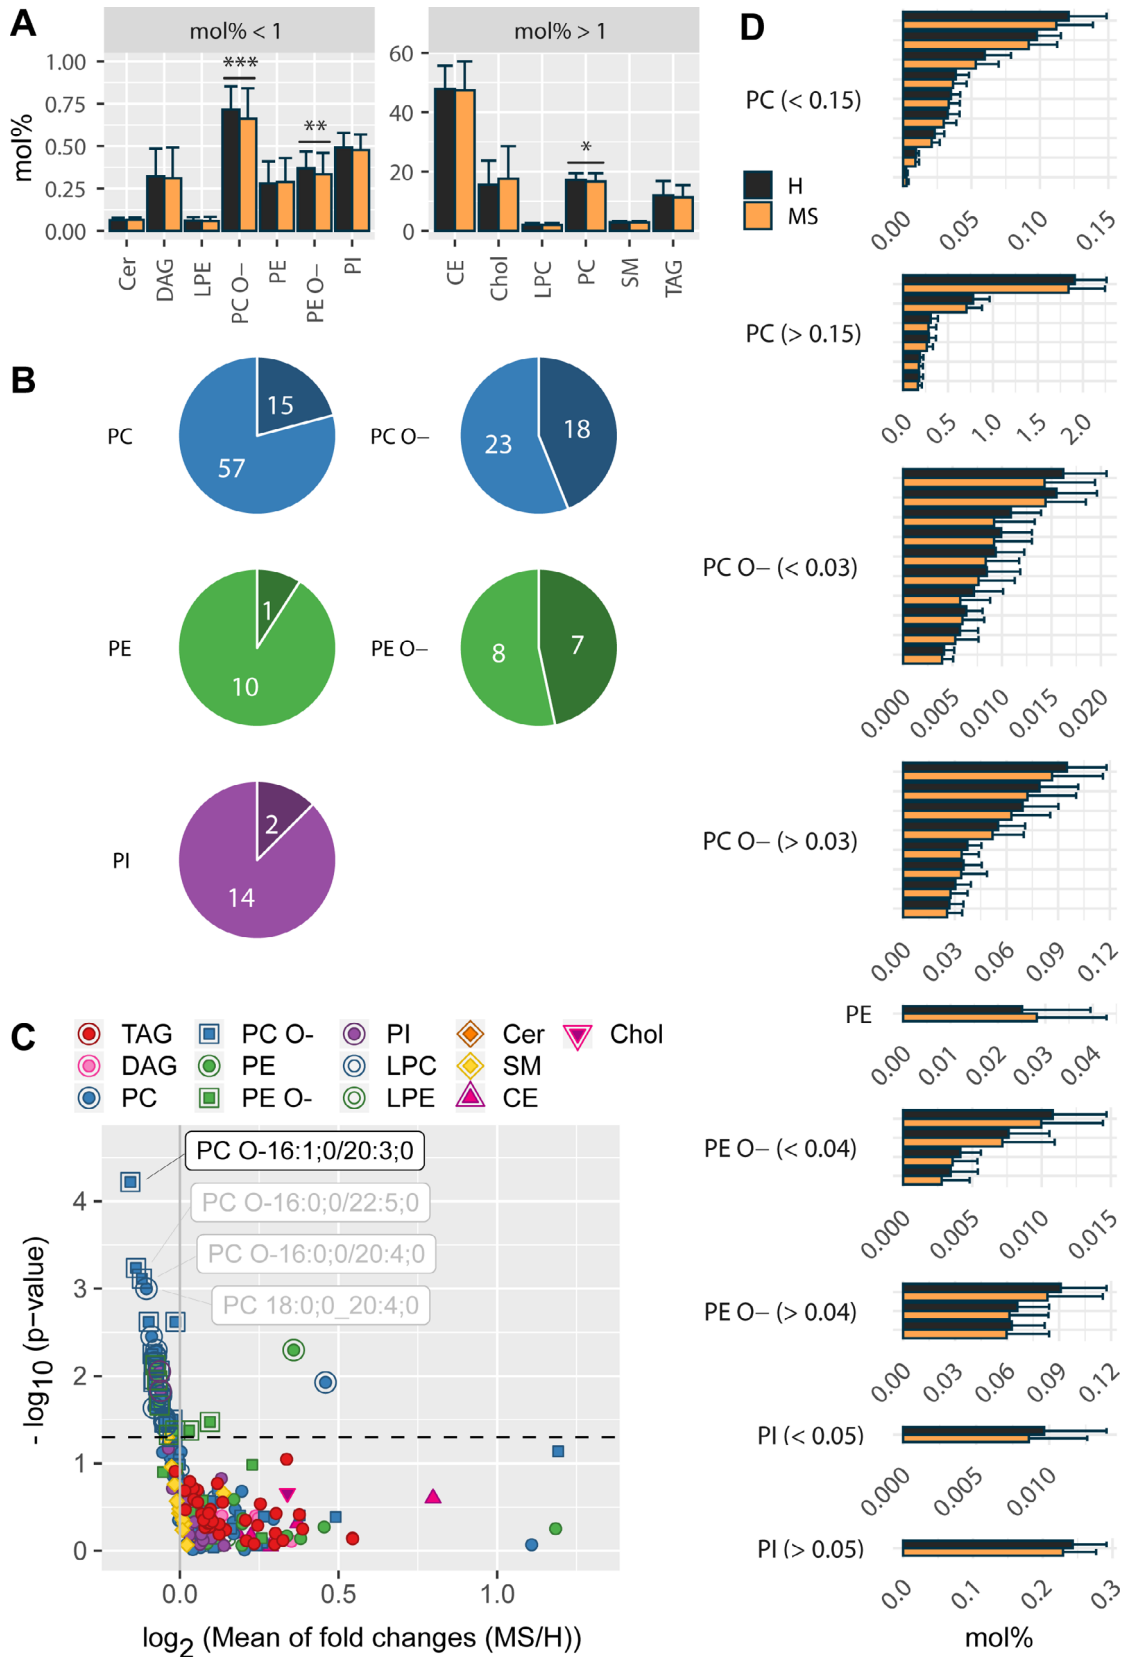 A
mol% < 1
mol% > 1
mol%
1.00
0.75
0.50
0.25
0.00
***
**
Cer
DAG
LPE
PC O–
PE
PE O–
PI
60
40
20
0
*
CE
Chol
LPC
PC
SM
TAG
B
PC
15
57
PC O–
18
23
PE
1
10
PE O–
7
8
PI
2
14
C
TAG
PC O-
PI
Cer
Chol
DAG
PE
LPC
SM
PC
PE O-
LPE
CE
PC O-16:1;0/20:3;0
PC O-16:0;0/22:5;0
PC O-16:0;0/20:4;0
PC 18:0;0_20:4;0
- log10 (p−value)
4
3
2
1
0
0.0
0.5
1.0
log2 (Mean of fold changes (MS/H))
D
PC (< 0.15)
H
MS
0.00
0.05
0.10
0.15
PC (> 0.15)
0.0
0.5
1.0
2.0
PC O– (< 0.03)
0.000
0.005
0.010
0.015
0.020
PC O– (> 0.03)
0.00
0.03
0.06
0.09
0.12
PE
0.00
0.01
0.02
0.03
0.04
PE O– (< 0.04)
0.000
0.005
0.010
0.015
PE O– (> 0.04)
0.00
0.03
0.06
0.09
0.12
PI (< 0.05)
0.000
0.005
0.010
PI (> 0.05)
0.0
0.1
0.2
0.3
mol%